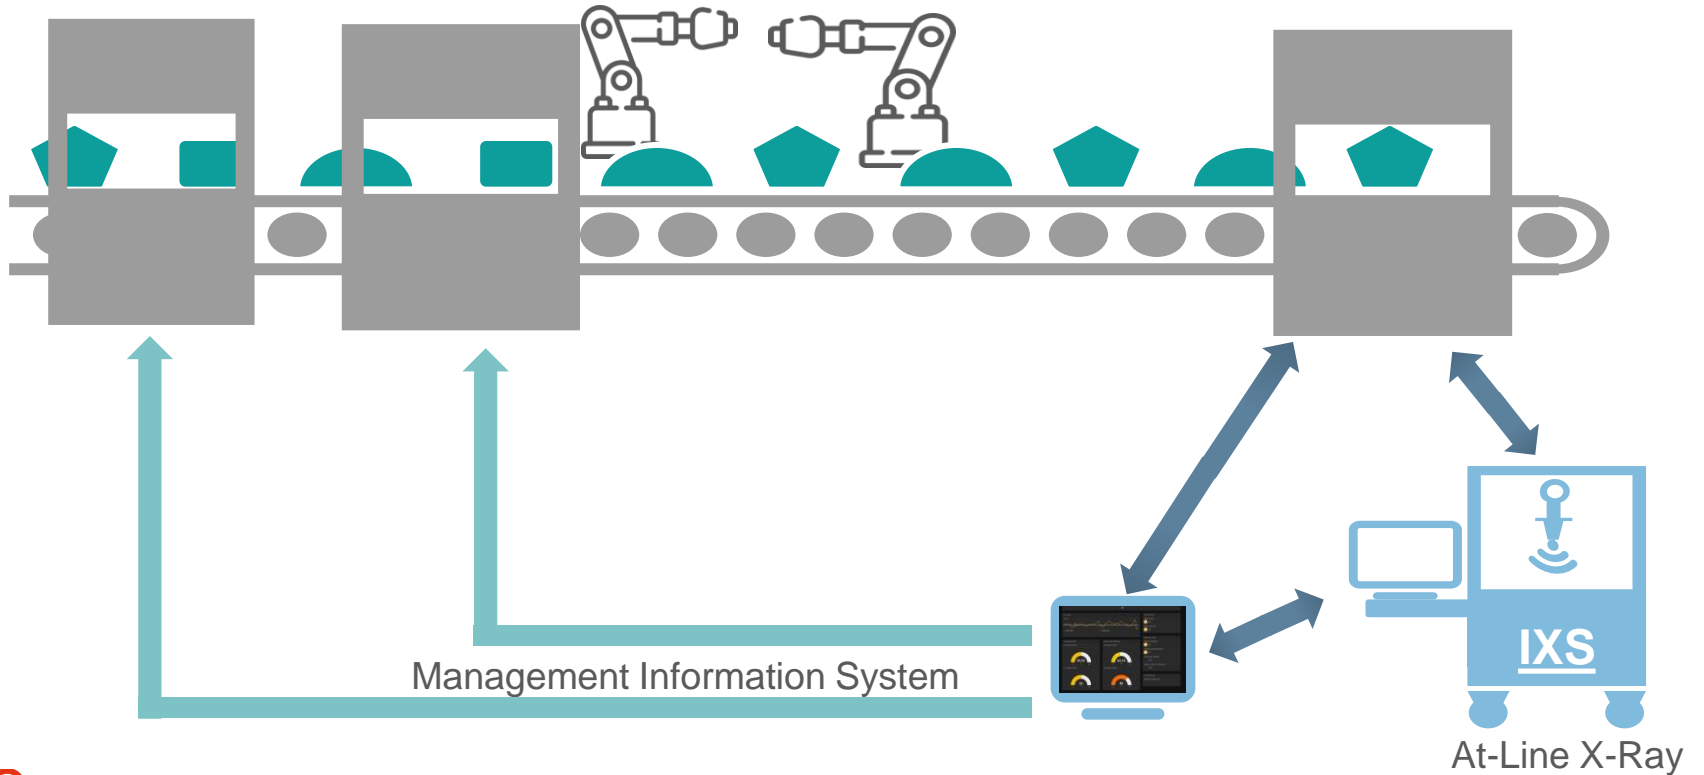 Management Information System
IXS
At-Line X-Ray